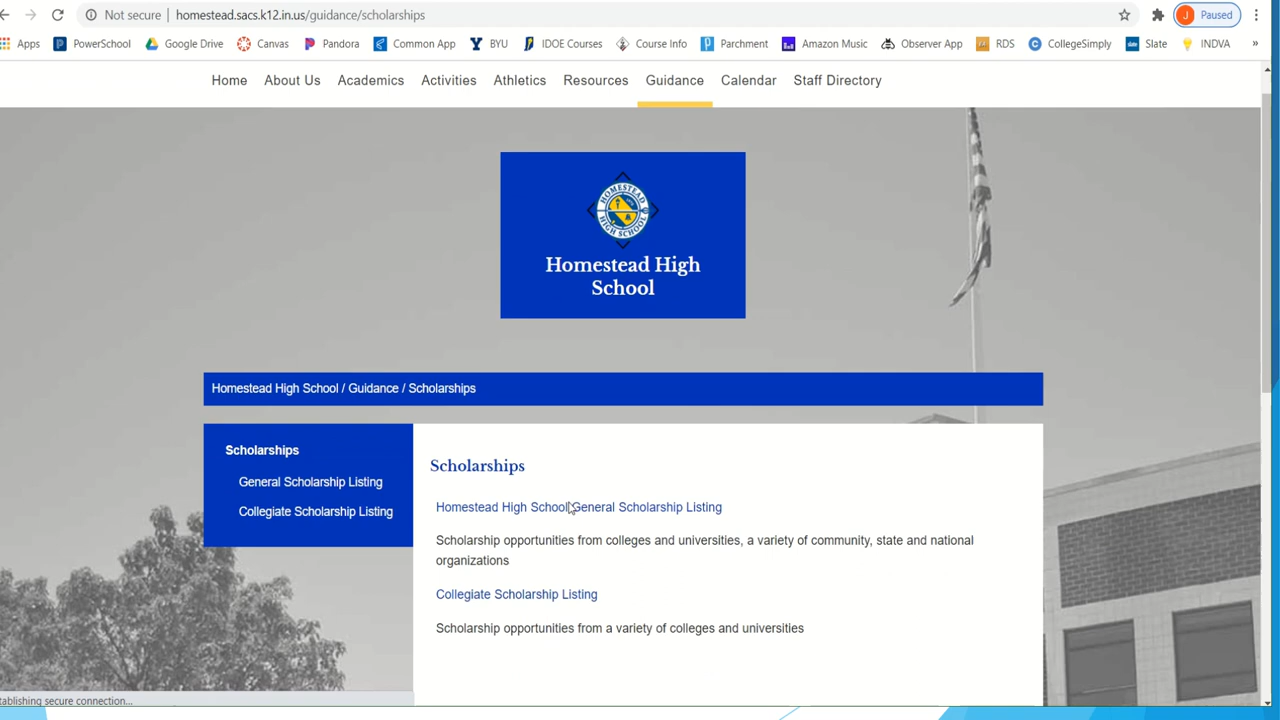 Not secure | homestead.sacs.k12.in.us/guidance/scholarships J Paused
Apps PowerSchool Google Drive Canvas Pandora Common App BYU IDOE Courses Course Info Parchment Amazon Music Observer App RDS CollegeSimply Slate INDVA »
Home About Us Academics Activities Athletics Resources Guidance Calendar Staff Directory
HOMESTEAD
HIGH SCHOOL
Homestead High
School
Homestead High School / Guidance / Scholarships
Scholarships
General Scholarship Listing
Collegiate Scholarship Listing
Scholarships
Homestead High School General Scholarship Listing
Scholarship opportunities from colleges and universities, a variety of community, state and national
organizations
Collegiate Scholarship Listing
Scholarship opportunities from a variety of colleges and universities
tablishing secure connection...